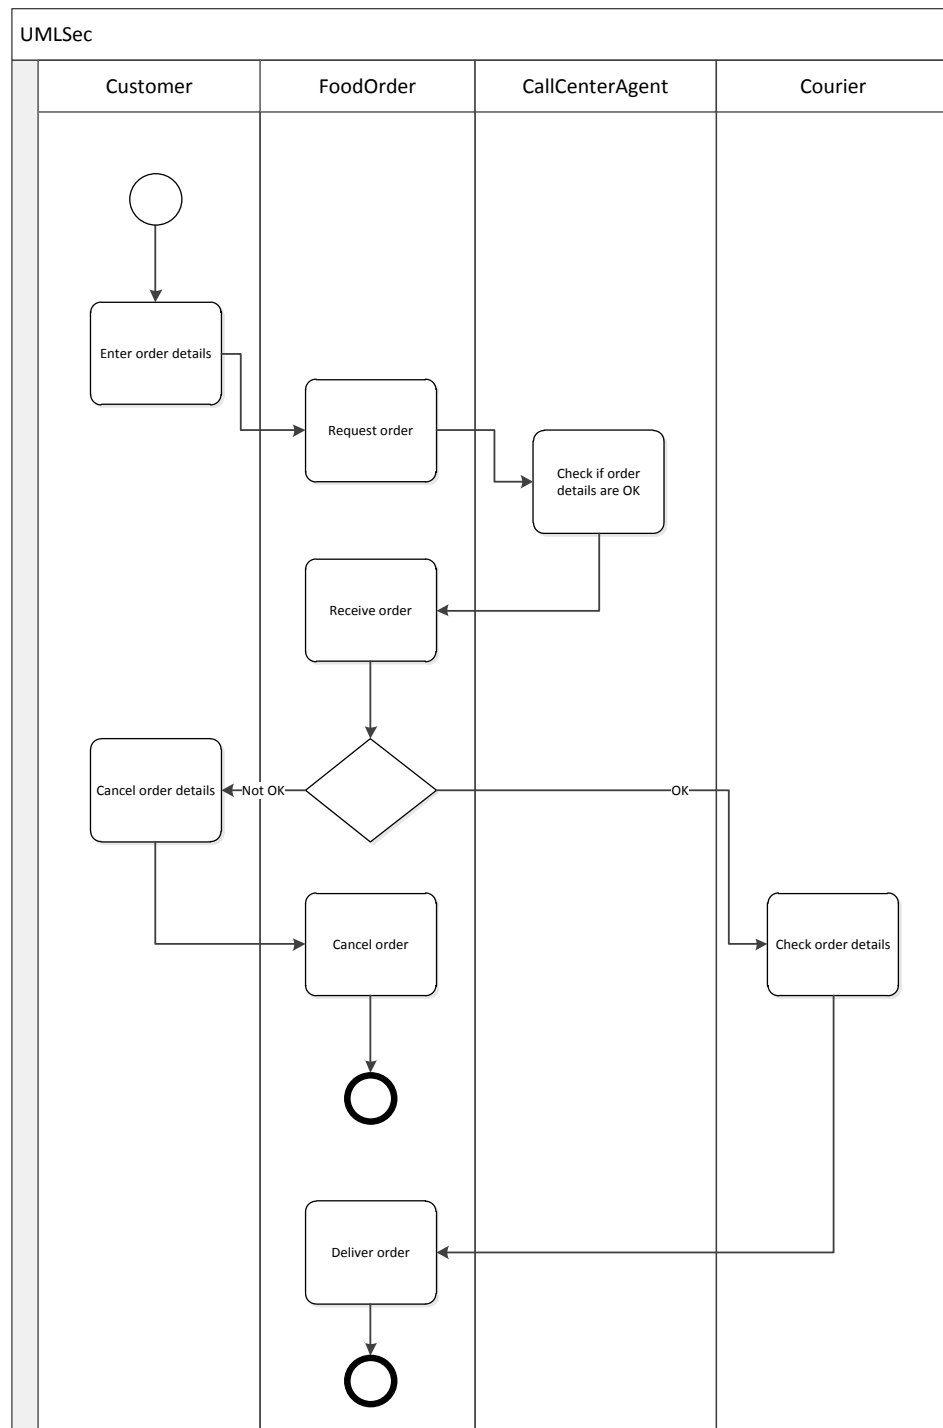 UMLSec
Customer
FoodOrder
CallCenterAgent
Courier
Enter order details
Request order
Check if order
details are OK
Receive order
Cancel order details
Not OK
OK
Cancel order
Check order details
Deliver order